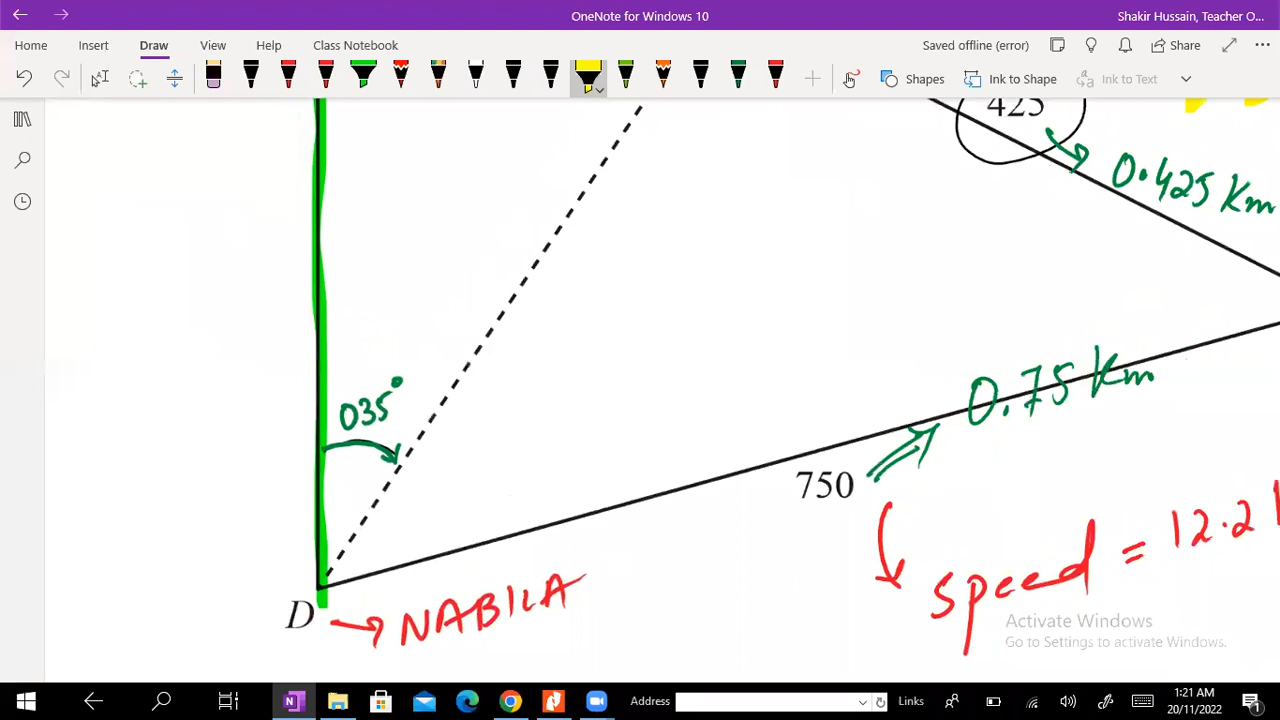 OneNote for Windows 10
Shakir Hussain, Teacher O...
Home Insert Draw View Help Class Notebook
Saved offline (error) Share
Shapes Ink to Shape Ink to Text
425
0.425 Km
035°
0.75 Km
750
speed = 12.2
D → NABILA
Activate Windows
Go to Settings to activate Windows.
Address Links
1:21 AM
20/11/2022
1